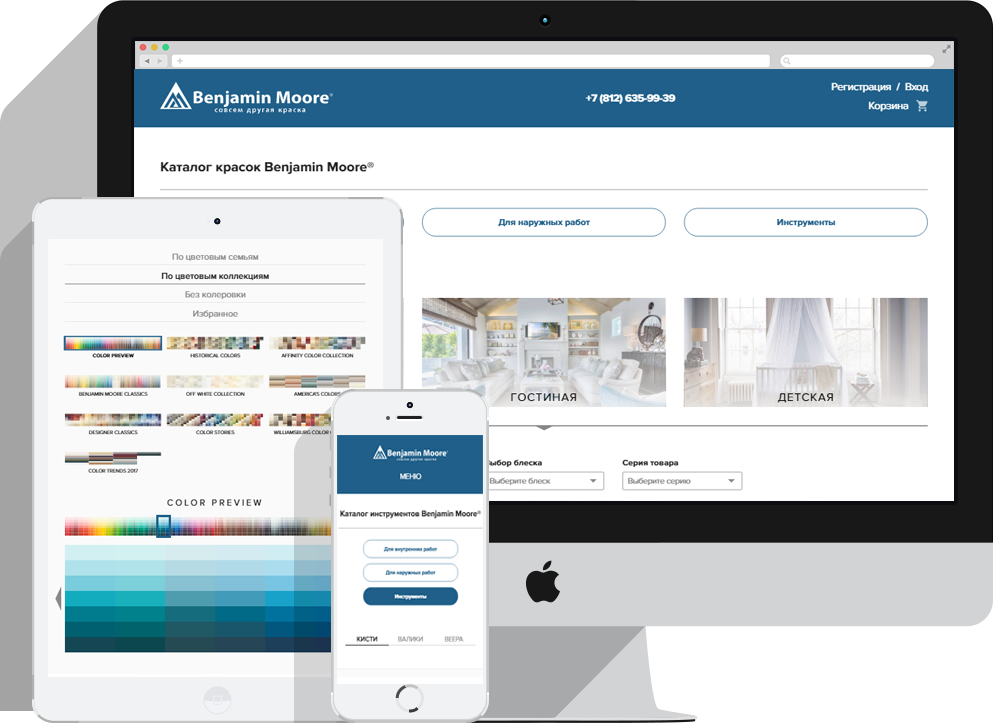 Benjamin Moore®
совсем другая краска
+7 (812) 635-99-39
Регистрация / Вход
Корзина
Каталог красок Benjamin Moore®
Для наружных работ
Инструменты
ГОСТИНАЯ
ДЕТСКАЯ
ыбор блеска
Серия товара
Выберите блеск
Выберите серию
По цветовым семьям
По цветовым коллекциям
Без колеровки
Избранное
COLOR PREVIEW
HISTORICAL COLORS
AFFINITY COLOR COLLECTION
BENJAMIN MOORE CLASSICS
OFF WHITE COLLECTION
AMERICA'S COLORS
DESIGNER CLASSICS
COLOR STORIES
WILLIAMSBURG COLOR
COLOR TRENDS 2017
COLOR PREVIEW
Benjamin Moore®
совсем другая краска
МЕНЮ
Каталог инструментов Benjamin Moore®
Для внутренних работ
Для наружных работ
Инструменты
КИСТИ
ВАЛИКИ
ВЕЕРА